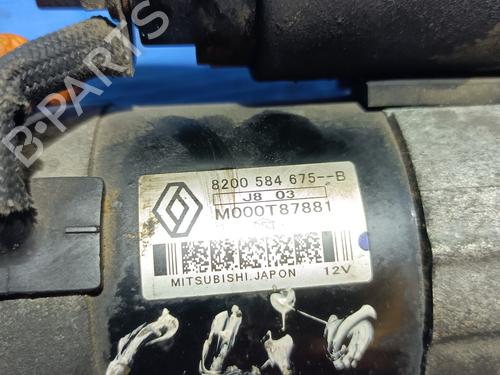 8200 584 675--B
J8 03
M000T87881
MITSUBISHI.JAPON 12V
B-PARTS